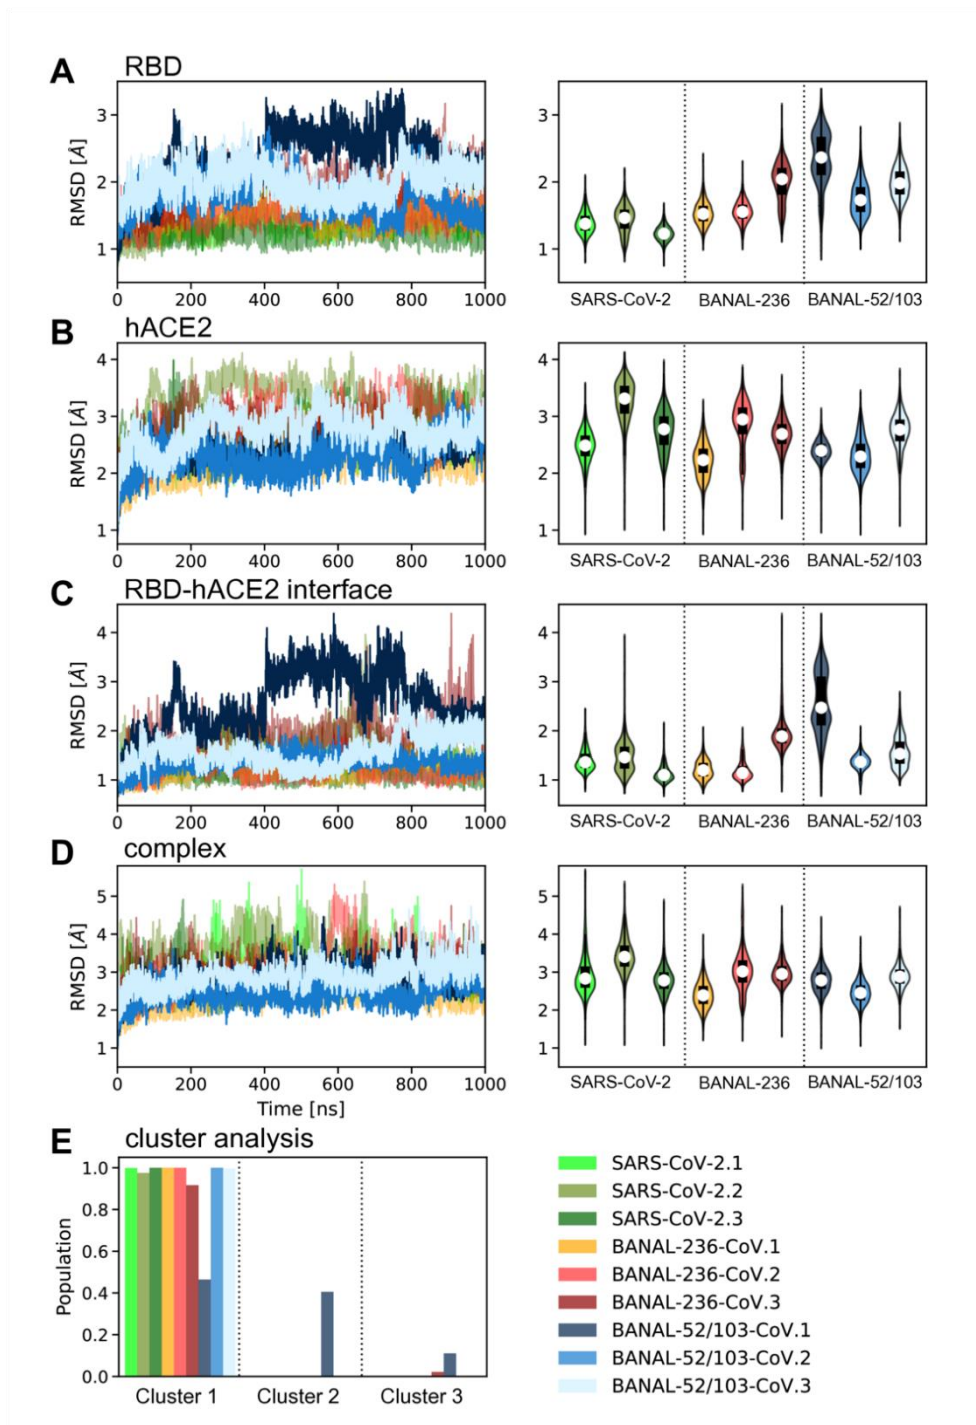 A RBD
RMSD [Å]
3
2
1
0 200 400 600 800 1000
3
2
1
SARS-CoV-2 BANAL-236 BANAL-52/103
B hACE2
RMSD [Å]
4
3
2
1
0 200 400 600 800 1000
4
3
2
1
SARS-CoV-2 BANAL-236 BANAL-52/103
C RBD-hACE2 interface
RMSD [Å]
4
3
2
1
0 200 400 600 800 1000
4
3
2
1
SARS-CoV-2 BANAL-236 BANAL-52/103
D complex
RMSD [Å]
5
4
3
2
1
0 200 400 600 800 1000
Time [ns]
5
4
3
2
1
SARS-CoV-2 BANAL-236 BANAL-52/103
E cluster analysis
Population
1.0
0.8
0.6
0.4
0.2
0.0
Cluster 1 Cluster 2 Cluster 3
SARS-CoV-2.1
SARS-CoV-2.2
SARS-CoV-2.3
BANAL-236-CoV.1
BANAL-236-CoV.2
BANAL-236-CoV.3
BANAL-52/103-CoV.1
BANAL-52/103-CoV.2
BANAL-52/103-CoV.3